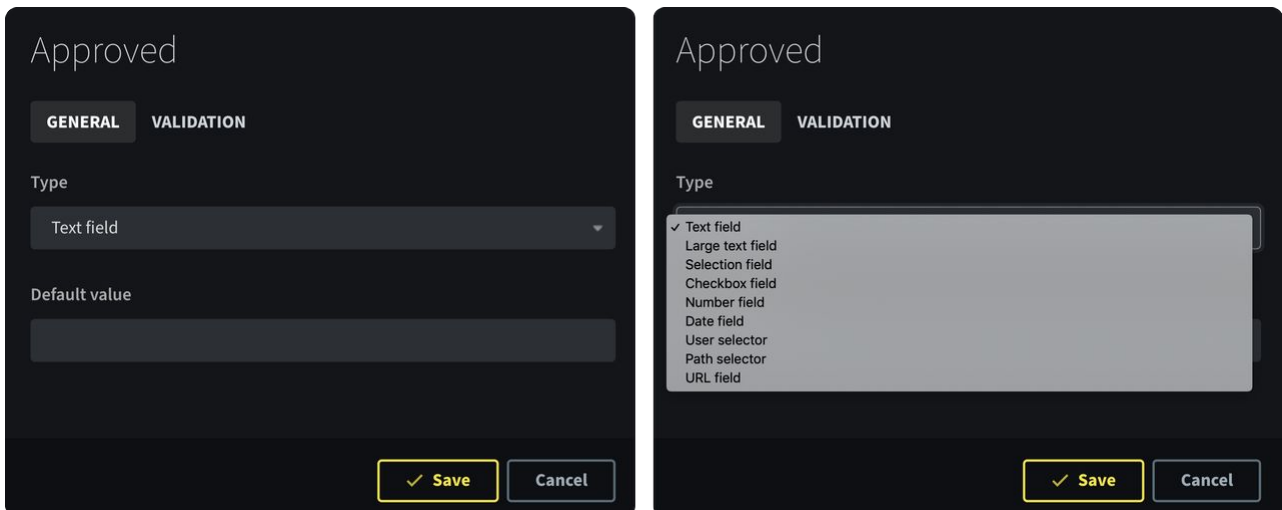 Approved
GENERAL VALIDATION
Type
Text field
Default value
Save Cancel
Approved
GENERAL VALIDATION
Type
Text field
Large text field
Selection field
Checkbox field
Number field
Date field
User selector
Path selector
URL field
Save Cancel